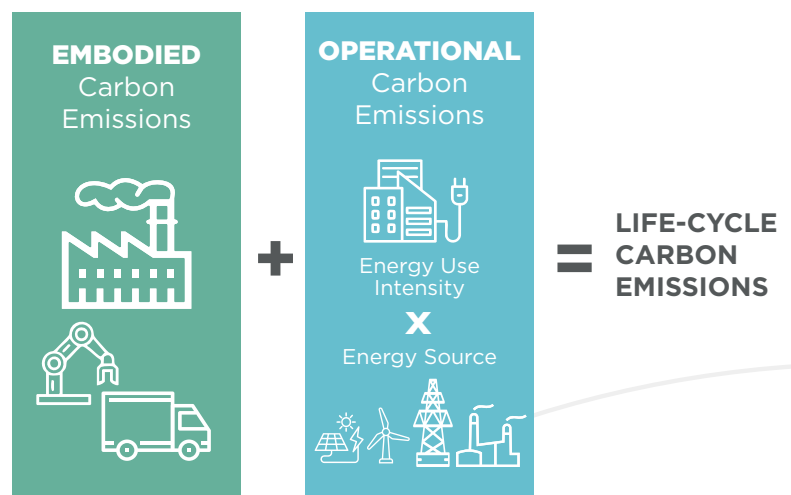 EMBODIED
Carbon
Emissions
+
OPERATIONAL
Carbon
Emissions
Energy Use
Intensity
X
Energy Source
=
LIFE-CYCLE
CARBON
EMISSIONS